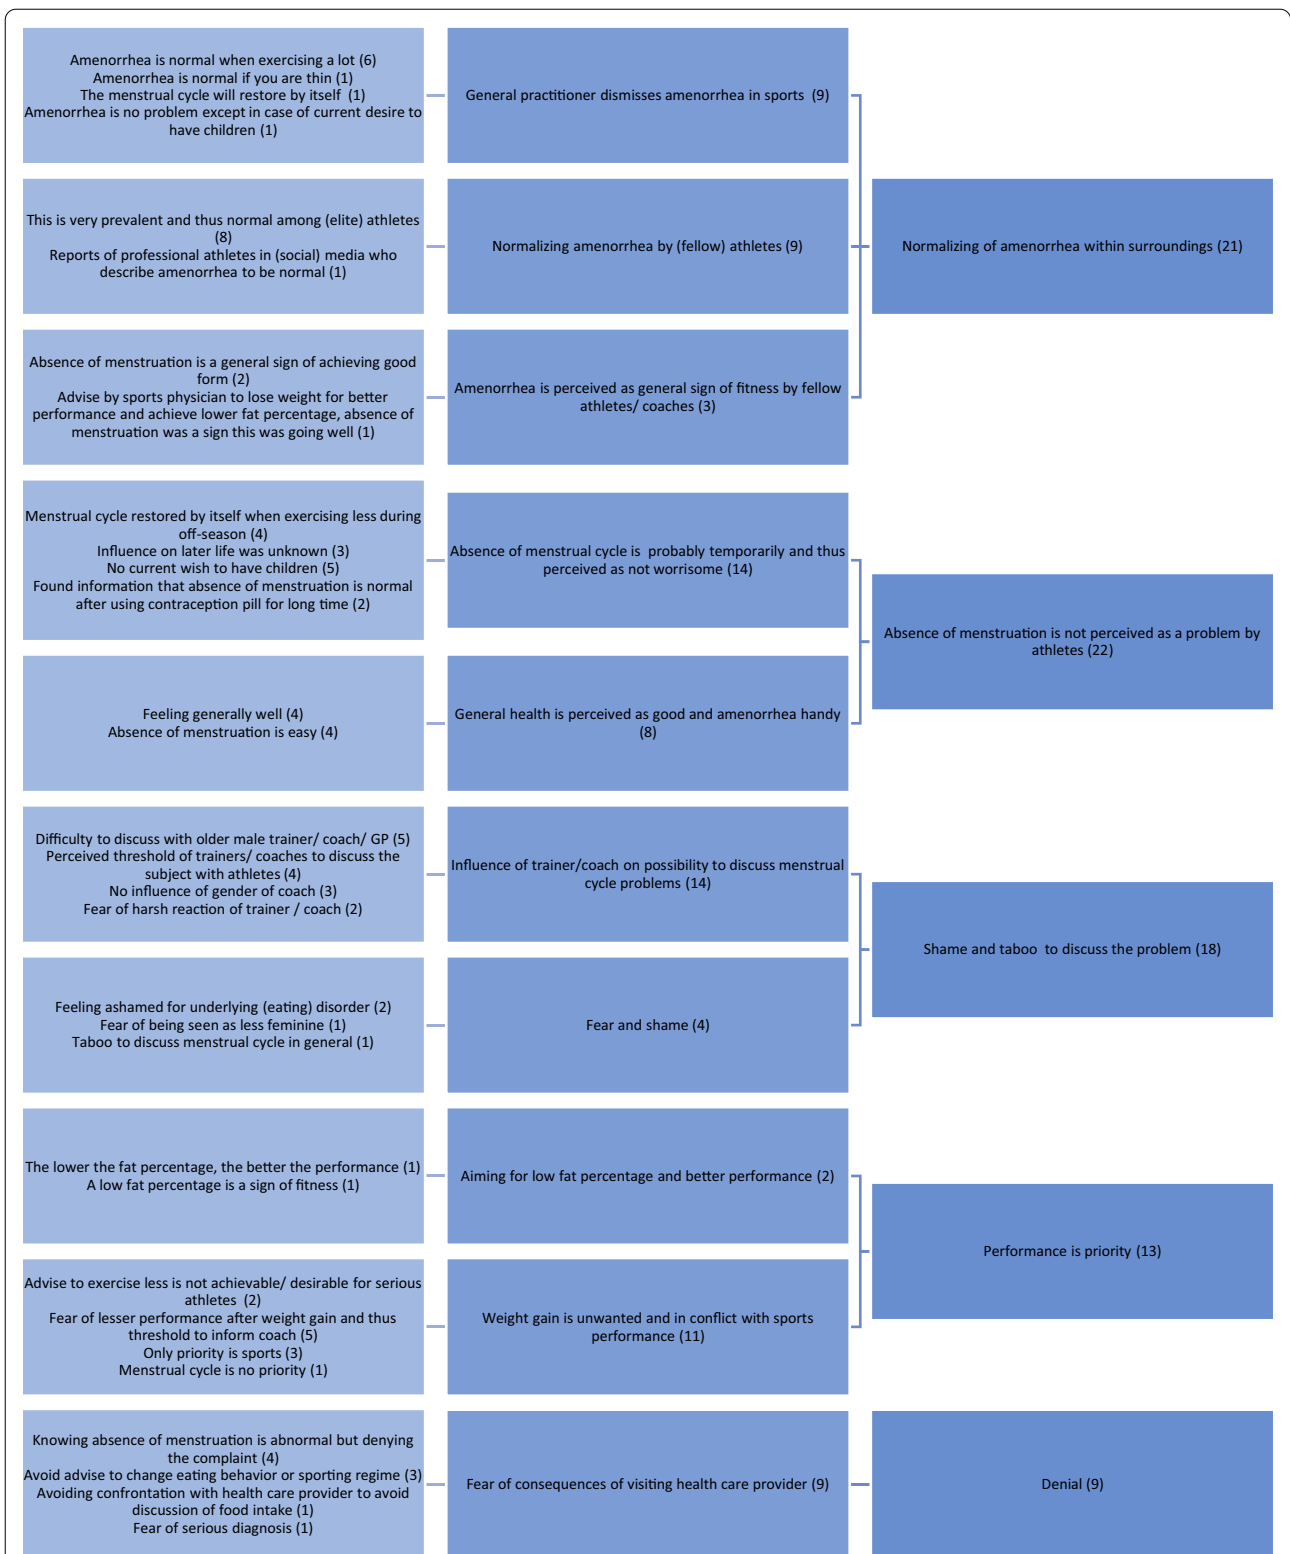 Amenorrhea is normal when exercising a lot (6)
Amenorrhea is normal if you are thin (1)
The menstrual cycle will restore by itself  (1)
Amenorrhea is no problem except in case of current desire to
have children (1)
General practitioner dismisses amenorrhea in sports  (9)
This is very prevalent and thus normal among (elite) athletes
(8)
Reports of professional athletes in (social) media who
describe amenorrhea to be normal (1)
Normalizing amenorrhea by (fellow) athletes (9)
Normalizing of amenorrhea within surroundings (21)
Absence of menstruation is a general sign of achieving good
form (2)
Advise by sports physician to lose weight for better
performance and achieve lower fat percentage, absence of
menstruation was a sign this was going well (1)
Amenorrhea is perceived as general sign of fitness by fellow
athletes/ coaches (3)
Menstrual cycle restored by itself when exercising less during
off-season (4)
Influence on later life was unknown (3)
No current wish to have children (5)
Found information that absence of menstruation is normal
after using contraception pill for long time (2)
Absence of menstrual cycle is  probably temporarily and thus
perceived as not worrisome (14)
Absence of menstruation is not perceived as a problem by
athletes (22)
Feeling generally well (4)
Absence of menstruation is easy (4)
General health is perceived as good and amenorrhea handy
(8)
Difficulty to discuss with older male trainer/ coach/ GP (5)
Perceived threshold of trainers/ coaches to discuss the
subject with athletes (4)
No influence of gender of coach (3)
Fear of harsh reaction of trainer / coach (2)
Influence of trainer/coach on possibility to discuss menstrual
cycle problems (14)
Shame and taboo  to discuss the problem (18)
Feeling ashamed for underlying (eating) disorder (2)
Fear of being seen as less feminine (1)
Taboo to discuss menstrual cycle in general (1)
Fear and shame (4)
The lower the fat percentage, the better the performance (1)
A low fat percentage is a sign of fitness (1)
Aiming for low fat percentage and better performance (2)
Performance is priority (13)
Advise to exercise less is not achievable/ desirable for serious
athletes  (2)
Fear of lesser performance after weight gain and thus
threshold to inform coach (5)
Only priority is sports (3)
Menstrual cycle is no priority (1)
Weight gain is unwanted and in conflict with sports
performance (11)
Knowing absence of menstruation is abnormal but denying
the complaint (4)
Avoid advise to change eating behavior or sporting regime (3)
Avoiding confrontation with health care provider to avoid
discussion of food intake (1)
Fear of serious diagnosis (1)
Fear of consequences of visiting health care provider (9)
Denial (9)